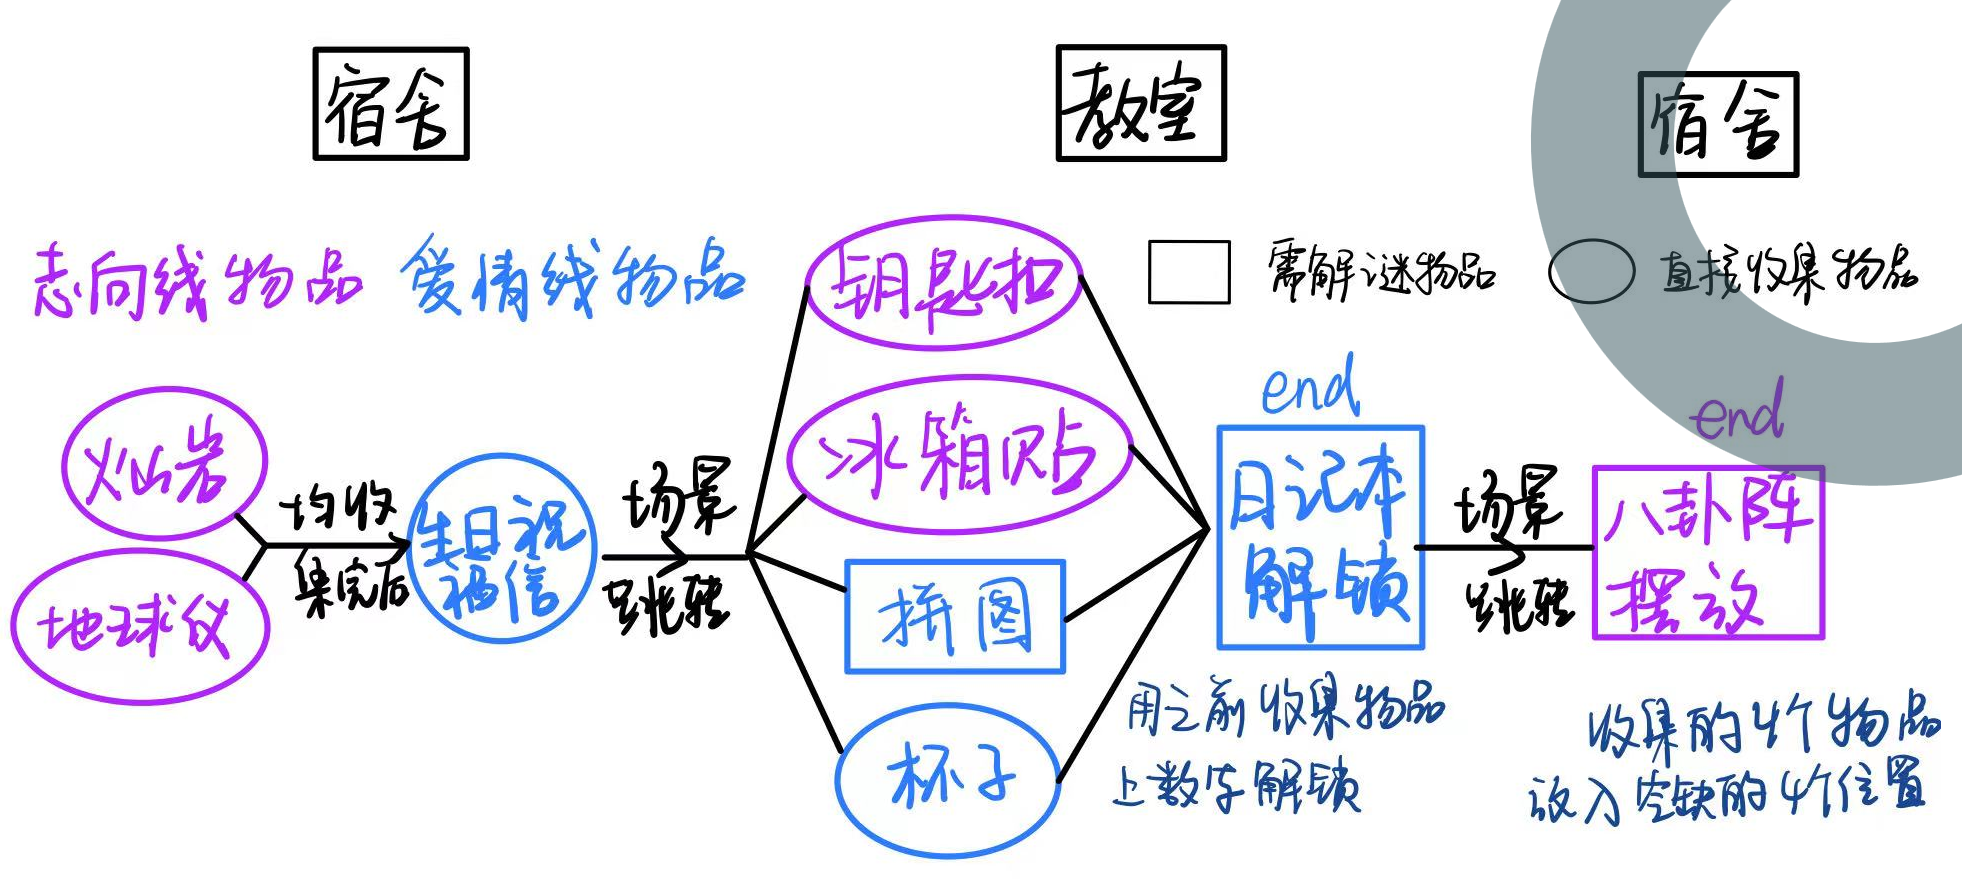 宿舍
教室
宿舍
志向线物品 爱情线物品
需解谜物品
直接收集物品
火山岩
地球仪
均收
集完后
生日祝
福信
场景
跳转
钥匙扣
冰箱贴
拼图
杯子
end
日记本
解锁
用之前收集物品
上数字解锁
场景
跳转
end
八卦阵
摆放
收集的4个物品
放入空缺的4个位置